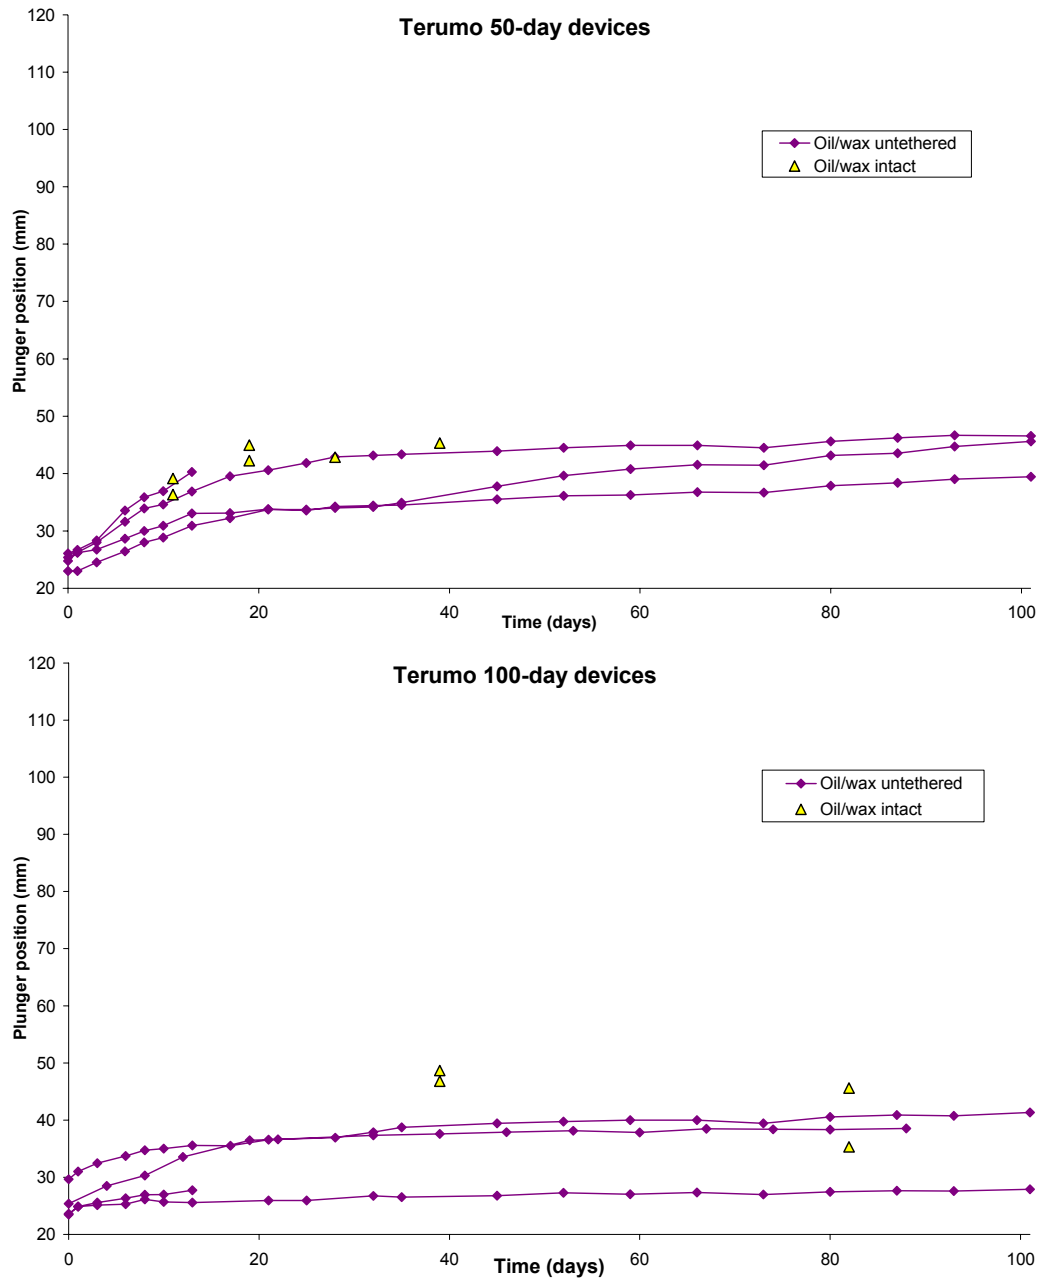 Terumo 50-day devices
120
110
100
90
80
70
60
50
40
30
20
Plunger position (mm)
Oil/wax untethered
Oil/wax intact
0 20 40 60 80 100
Time (days)
Terumo 100-day devices
120
110
100
90
80
70
60
50
40
30
20
Plunger position (mm)
Oil/wax untethered
Oil/wax intact
0 20 40 60 80 100
Time (days)